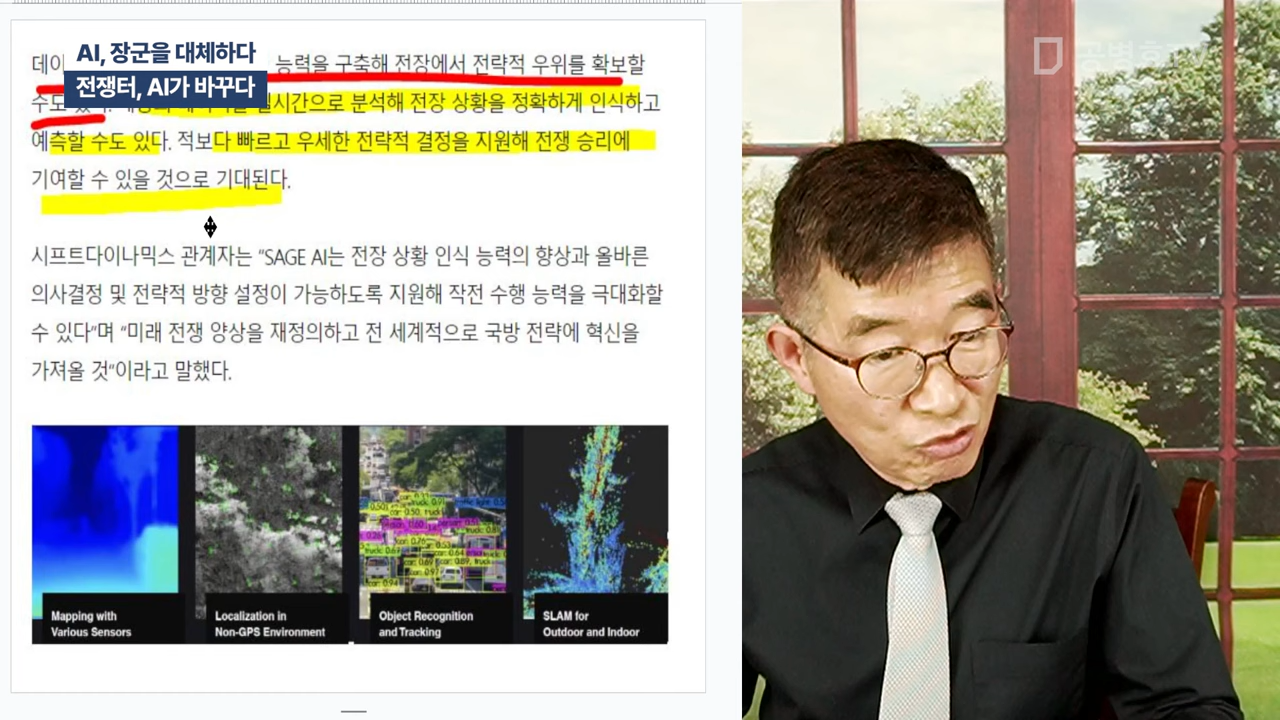 AI, 장군을 대체하다
전쟁터, AI가 바꾸다
공병호
데이 능력을 구축해 전장에서 전략적 우위를 확보할
수도 실시간으로 분석해 전장 상황을 정확하게 인식하고
예측할 수도 있다. 적보다 빠르고 우세한 전략적 결정을 지원해 전쟁 승리에
기여할 수 있을 것으로 기대된다.
시프트다이나믹스 관계자는 “SAGE AI는 전장 상황 인식 능력의 향상과 올바른
의사결정 및 전략적 방향 설정이 가능하도록 지원해 작전 수행 능력을 극대화할
수 있다”며 “미래 전쟁 양상을 재정의하고 전 세계적으로 국방 전략에 혁신을
가져올 것”이라고 말했다.
Mapping with
Various Sensors
Localization in
Non-GPS Environment
Object Recognition
and Tracking
SLAM for
Outdoor and Indoor